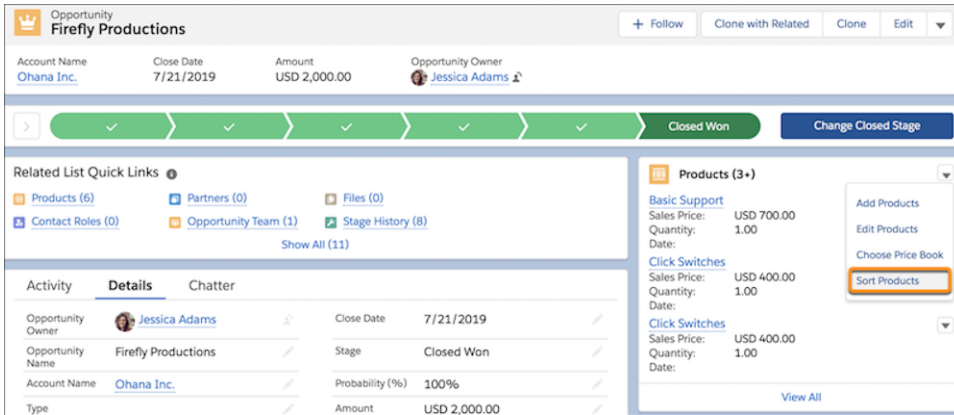 Opportunity
Firefly Productions
+ Follow
Clone with Related
Clone
Edit
Account Name
Close Date
Amount
Opportunity Owner
Ohana Inc.
7/21/2019
USD 2,000.00
Jessica Adams
Closed Won
Change Closed Stage
Related List Quick Links
Products (6)
Partners (0)
Files (0)
Contact Roles (0)
Opportunity Team (1)
Stage History (8)
Show All (11)
Activity
Details
Chatter
Opportunity
Owner
Jessica Adams
Close Date
7/21/2019
Opportunity
Name
Firefly Productions
Stage
Closed Won
Account Name
Ohana Inc.
Probability (%)
100%
Type
Amount
USD 2,000.00
Products (3+)
Basic Support
Sales Price: USD 700.00
Quantity: 1.00
Date:
Click Switches
Sales Price: USD 400.00
Quantity: 1.00
Date:
Click Switches
Sales Price: USD 400.00
Quantity: 1.00
Date:
View All
Add Products
Edit Products
Choose Price Book
Sort Products